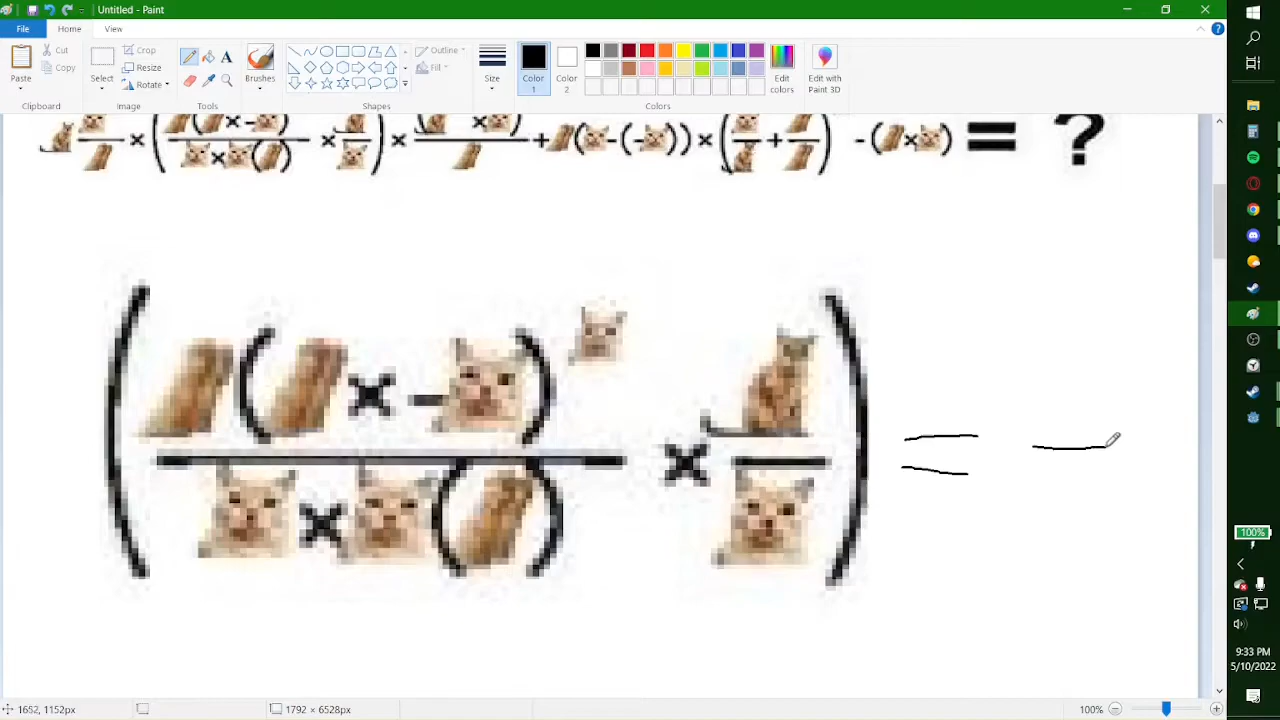 Untitled - Paint
File Home View
Paste Cut Copy Clipboard
Select Crop Resize Rotate Image
A Tools
Brushes
Outline Fill Shapes
Size
Color 1
Color 2
Edit colors
Edit with Paint 3D
Colors
× ( ( × - ) × ( ) × ) × ( × ) + ( - (- )) × ( + ) - ( × ) = ?
( ( × - ) × ( ) × ) =
100%
9:33 PM
5/10/2022
1652, 1152px 1792 × 6528px 100%